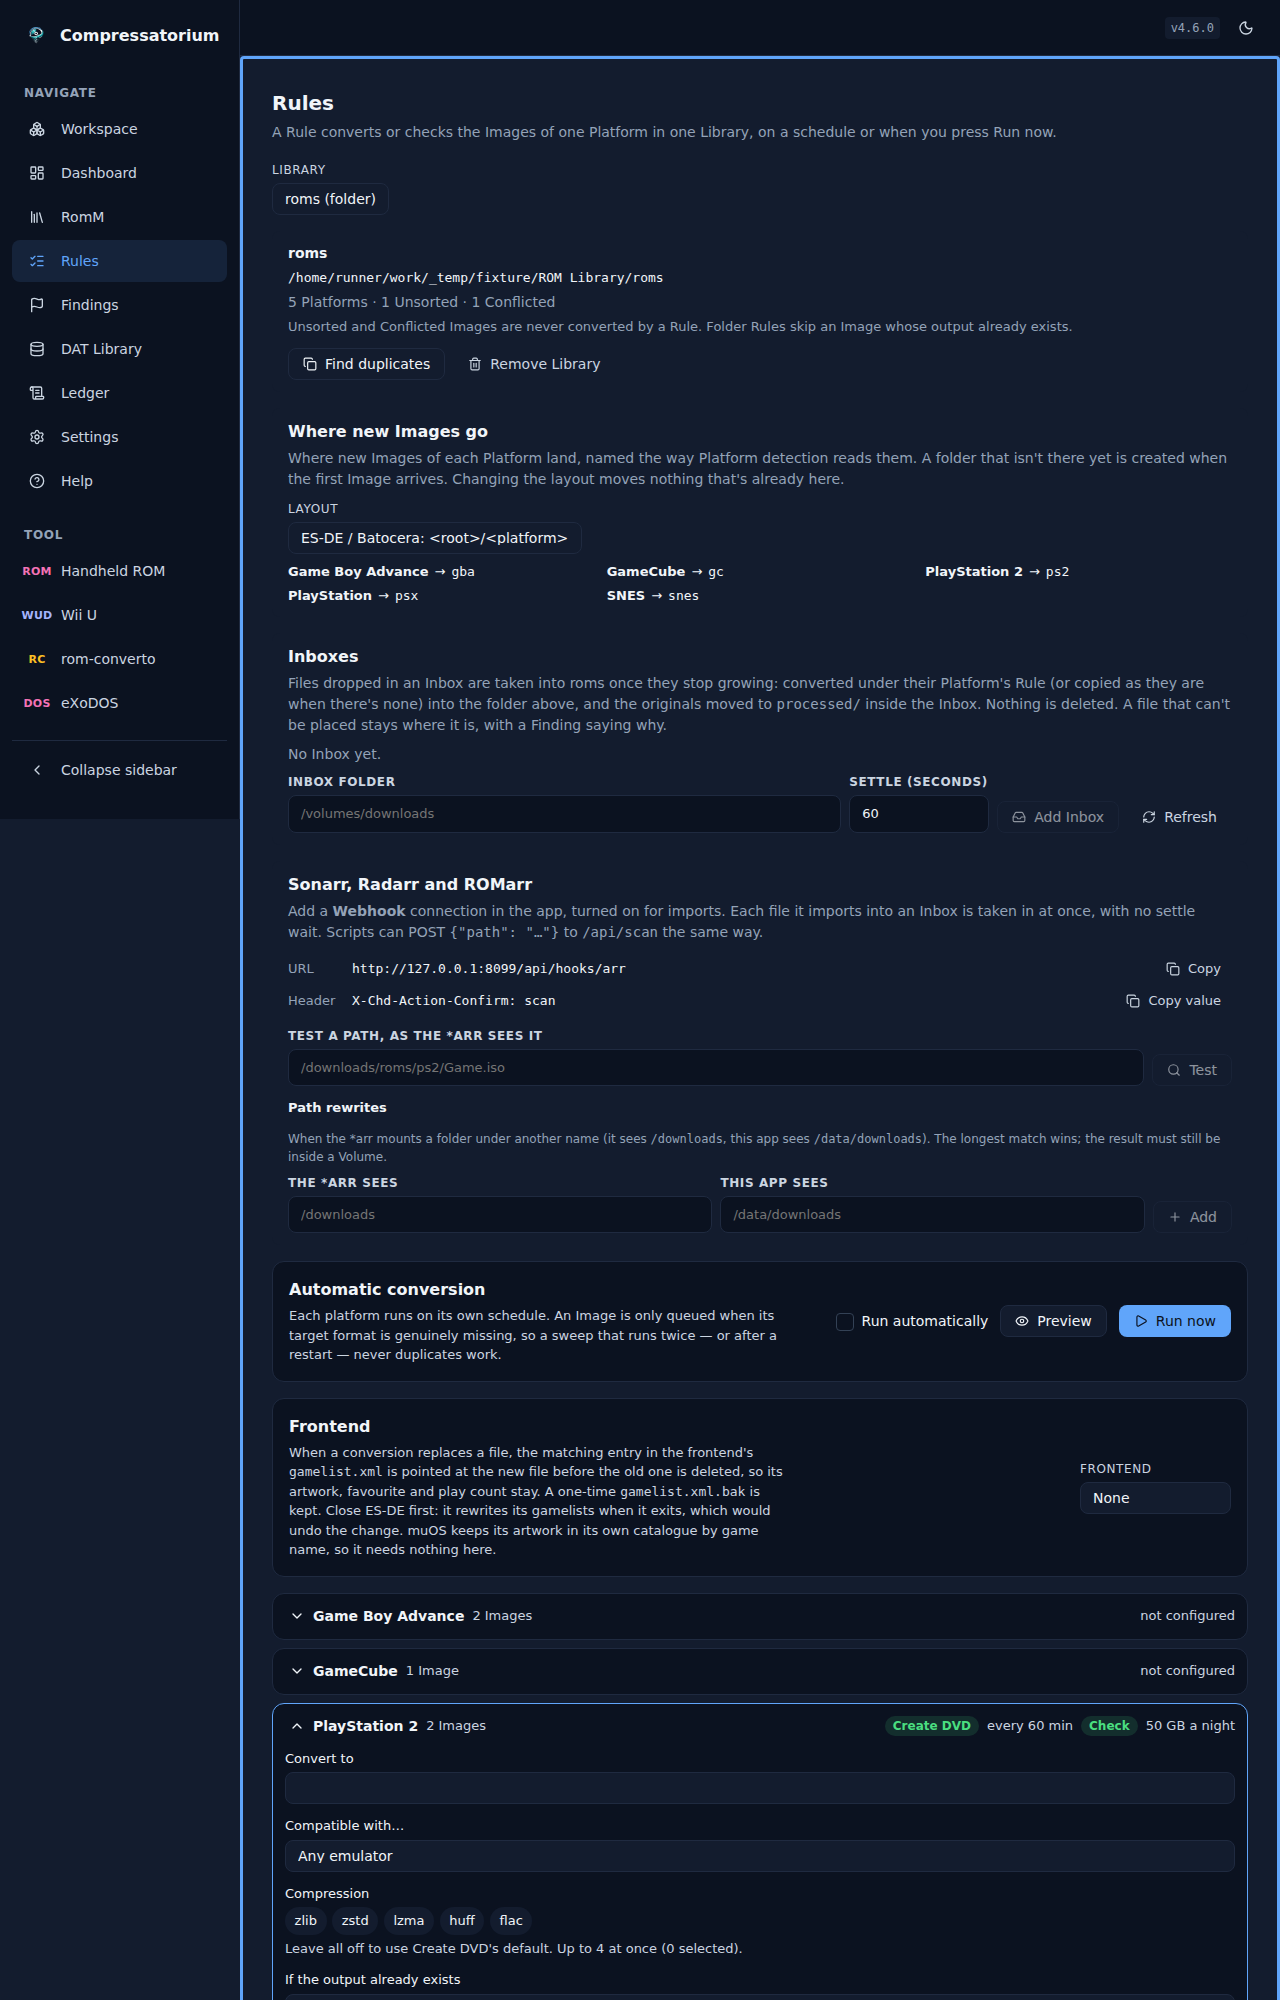 Compressatorium
v4.6.0
NAVIGATE
Workspace
Dashboard
RomM
Rules
Findings
DAT Library
Ledger
Settings
Help
TOOL
ROM Handheld ROM
WUD Wii U
RC rom-converto
DOS eXoDOS
Collapse sidebar
Rules
A Rule converts or checks the Images of one Platform in one Library, on a schedule or when you press Run now.
LIBRARY
roms (folder)
roms
/home/runner/work/_temp/fixture/ROM Library/roms
5 Platforms · 1 Unsorted · 1 Conflicted
Unsorted and Conflicted Images are never converted by a Rule. Folder Rules skip an Image whose output already exists.
Find duplicates
Remove Library
Where new Images go
Where new Images of each Platform land, named the way Platform detection reads them. A folder that isn't there yet is created when
the first Image arrives. Changing the layout moves nothing that's already here.
LAYOUT
ES-DE / Batocera: <root>/<platform>
Game Boy Advance → gba
GameCube → gc
PlayStation 2 → ps2
PlayStation → psx
SNES → snes
Inboxes
Files dropped in an Inbox are taken into roms once they stop growing: converted under their Platform's Rule (or copied as they are
when there's none) into the folder above, and the originals moved to processed/ inside the Inbox. Nothing is deleted. A file that can't
be placed stays where it is, with a Finding saying why.
No Inbox yet.
INBOX FOLDER
SETTLE (SECONDS)
/volumes/downloads
60
Add Inbox
Refresh
Sonarr, Radarr and ROMarr
Add a Webhook connection in the app, turned on for imports. Each file it imports into an Inbox is taken in at once, with no settle
wait. Scripts can POST {"path": "…"} to /api/scan the same way.
URL http://127.0.0.1:8099/api/hooks/arr
Copy
Header X-Chd-Action-Confirm: scan
Copy value
TEST A PATH, AS THE *ARR SEES IT
/downloads/roms/ps2/Game.iso
Test
Path rewrites
When the *arr mounts a folder under another name (it sees /downloads, this app sees /data/downloads). The longest match wins; the result must still be
inside a Volume.
THE *ARR SEES
THIS APP SEES
/downloads
/data/downloads
Add
Automatic conversion
Each platform runs on its own schedule. An Image is only queued when its
target format is genuinely missing, so a sweep that runs twice — or after a
restart — never duplicates work.
Run automatically
Preview
Run now
Frontend
When a conversion replaces a file, the matching entry in the frontend's
gamelist.xml is pointed at the new file before the old one is deleted, so its
artwork, favourite and play count stay. A one-time gamelist.xml.bak is
kept. Close ES-DE first: it rewrites its gamelists when it exits, which would
undo the change. muOS keeps its artwork in its own catalogue by game
name, so it needs nothing here.
FRONTEND
None
Game Boy Advance 2 Images
not configured
GameCube 1 Image
not configured
PlayStation 2 2 Images
Create DVD every 60 min Check 50 GB a night
Convert to
Compatible with…
Any emulator
Compression
zlib zstd lzma huff flac
Leave all off to use Create DVD's default. Up to 4 at once (0 selected).
If the output already exists